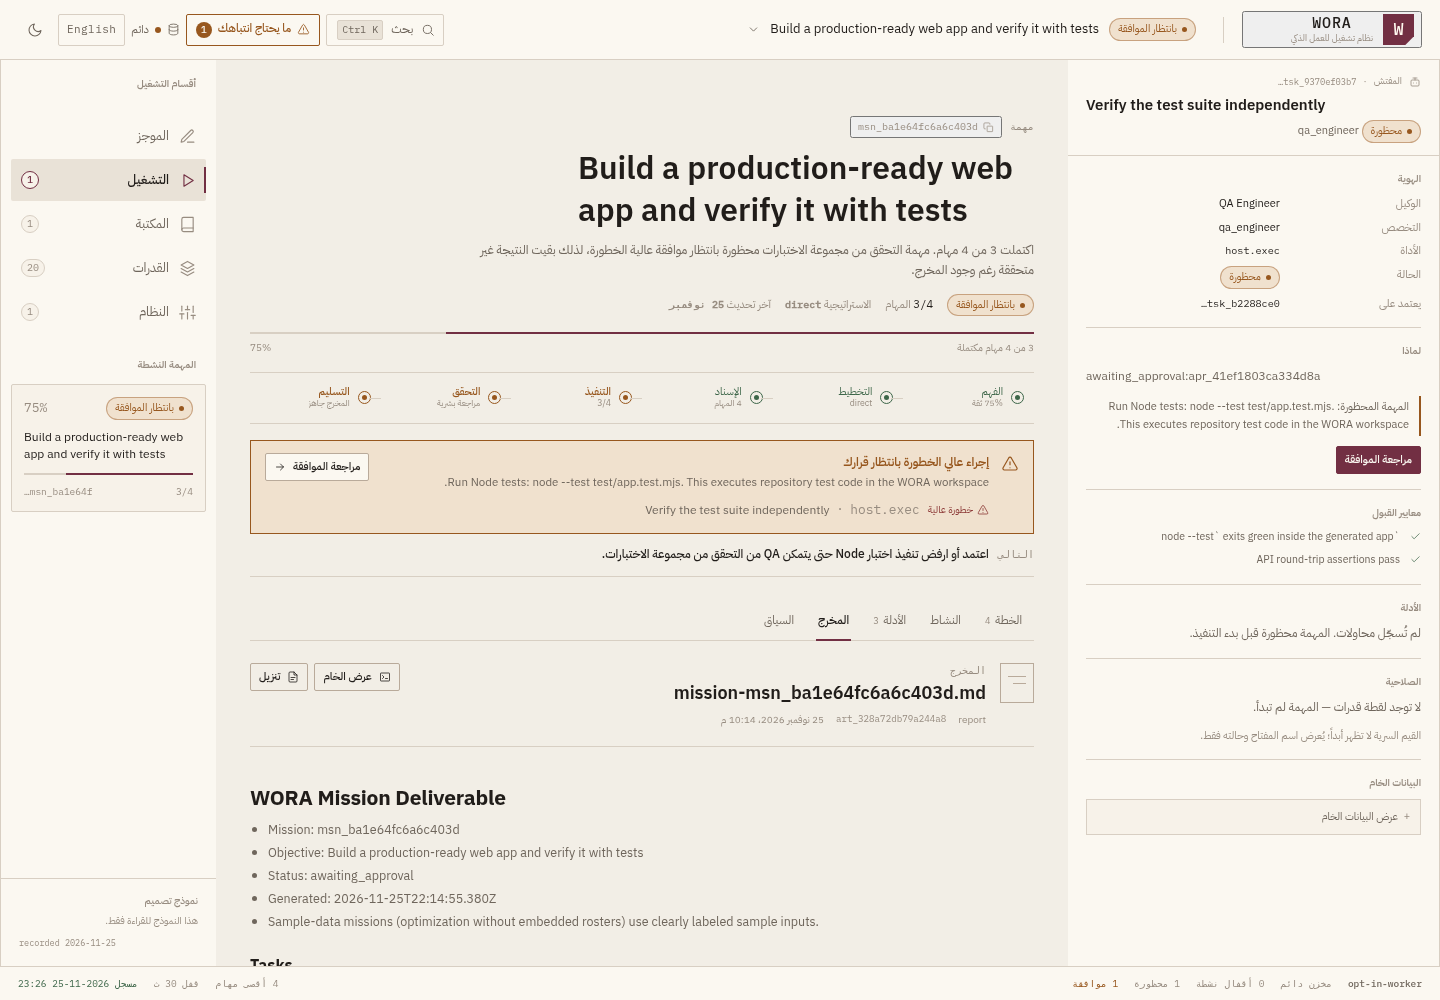 WORA
نظام تشغيل للعمل الذكي
بانتظار الموافقة
Build a production-ready web app and verify it with tests
بحث Ctrl K
ما يحتاج انتباهك 1
دائم
English
المفتش · tsk_9370ef03b7…
Verify the test suite independently
محظورة qa_engineer
الهوية
الوكيل QA Engineer
التخصص qa_engineer
الأداة host.exec
الحالة محظورة
يعتمد على tsk_b2288ce0…
لماذا
awaiting_approval:apr_41ef1803ca334d8a
المهمة المحظورة: Run Node tests: node --test test/app.test.mjs.
This executes repository test code in the WORA workspace.
مراجعة الموافقة
معايير القبول
`node --test` exits green inside the generated app
API round-trip assertions pass
الأدلة
لم تُسجّل محاولات. المهمة محظورة قبل بدء التنفيذ.
الصلاحية
لا توجد لقطة قدرات — المهمة لم تبدأ.
القيم السرية لا تظهر أبداً؛ يُعرض اسم المفتاح وحالته فقط.
البيانات الخام
+ عرض البيانات الخام
مهمة msn_ba1e64fc6a6c403d
Build a production-ready web
app and verify it with tests
اكتملت 3 من 4 مهام. مهمة التحقق من مجموعة الاختبارات محظورة بانتظار موافقة عالية الخطورة، لذلك بقيت النتيجة غير
متحققة رغم وجود المخرج.
بانتظار الموافقة 3/4 المهام الاستراتيجية direct آخر تحديث 25 نوفمبر
3 من 4 مهام مكتملة 75%
الفهم
75% ثقة
التخطيط
direct
الإسناد
4 المهام
التنفيذ
3/4
التحقق
مراجعة بشرية
التسليم
المخرج جاهز
إجراء عالي الخطورة بانتظار قرارك
Run Node tests: node --test test/app.test.mjs. This executes repository test code in the WORA workspace.
خطورة عالية host.exec · Verify the test suite independently
مراجعة الموافقة
التالي اعتمد أو ارفض تنفيذ اختبار Node حتى يتمكن QA من التحقق من مجموعة الاختبارات.
الخطة 4 النشاط الأدلة 3 المخرج السياق
المخرج
mission-msn_ba1e64fc6a6c403d.md
report art_328a72db79a244a8 25 نوفمبر 2026، 10:14 م
عرض الخام
تنزيل
WORA Mission Deliverable
Mission: msn_ba1e64fc6a6c403d
Objective: Build a production-ready web app and verify it with tests
Status: awaiting_approval
Generated: 2026-11-25T22:14:55.380Z
Sample-data missions (optimization without embedded rosters) use clearly labeled sample inputs.
Tasks
أقسام التشغيل
الموجز
التشغيل 1
المكتبة 1
القدرات 20
النظام 1
المهمة النشطة
بانتظار الموافقة 75%
Build a production-ready web
app and verify it with tests
3/4 msn_ba1e64f…
نموذج تصميم
هذا النموذج للقراءة فقط.
recorded 2026-11-25
opt-in-worker مخزن دائم 0 أقفال نشطة 1 محظورة 1 موافقة
4 أقصى مهام قفل 30 ث مسجل 2026-11-25 23:26